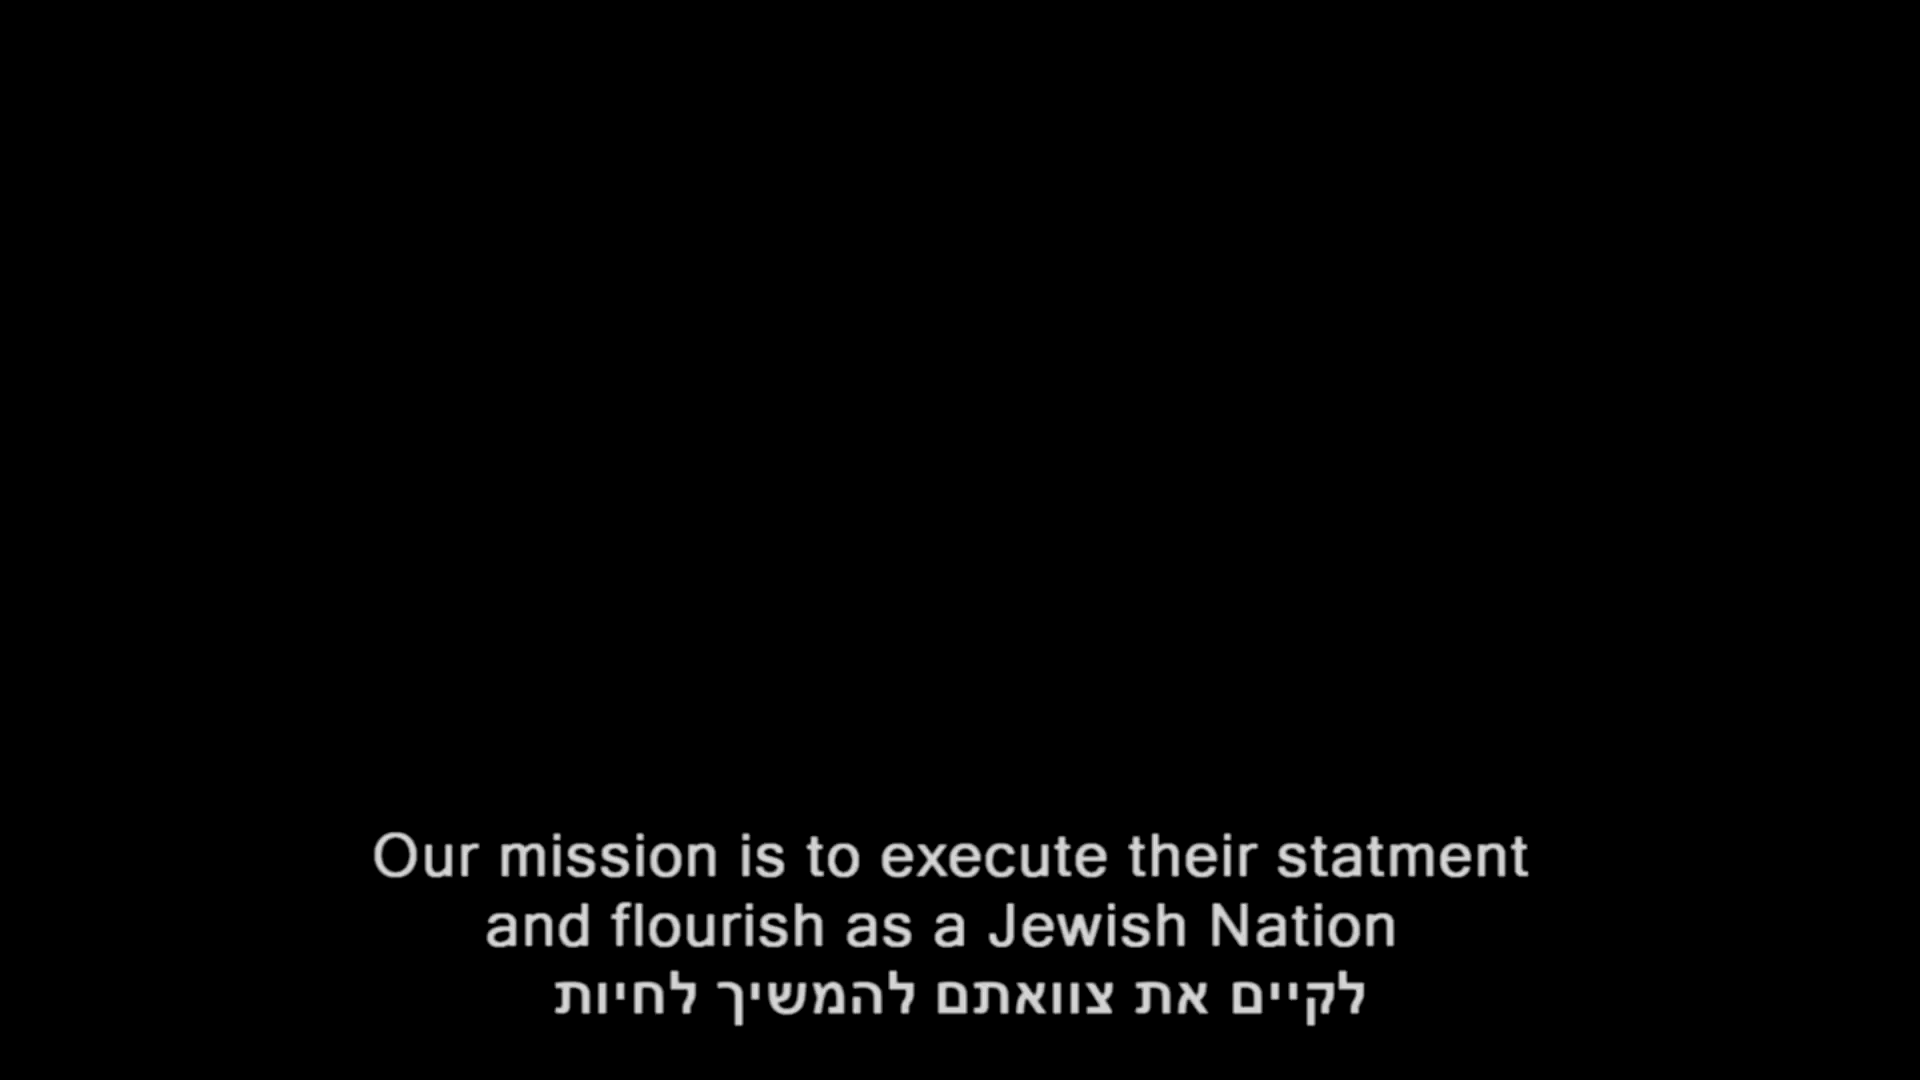 Our mission is to execute their statment
and flourish as a Jewish Nation
לקיים את צוואתם להמשיך לחיות